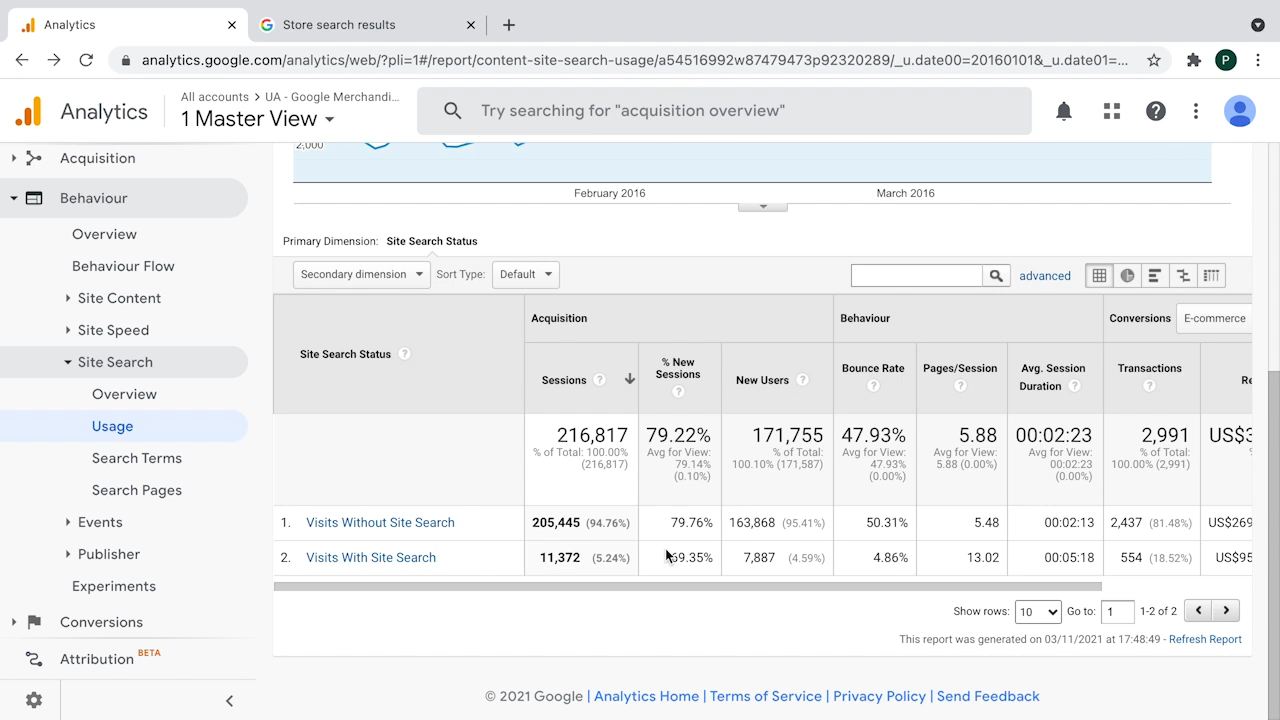 Analytics
Store search results
analytics.google.com/analytics/web/?pli=1#/report/content-site-search-usage/a54516992w87479473p92320289/_u.date00=20160101&_u.date01=...
P
Analytics
All accounts > UA - Google Merchandi...
1 Master View
Try searching for "acquisition overview"
Acquisition
Behaviour
Overview
Behaviour Flow
Site Content
Site Speed
Site Search
Overview
Usage
Search Terms
Search Pages
Events
Publisher
Experiments
Conversions
Attribution BETA
2,000
February 2016
March 2016
Primary Dimension: Site Search Status
Secondary dimension
Sort Type: Default
advanced
Site Search Status ?
Acquisition
Behaviour
Conversions E-commerce
Sessions ?
% New Sessions ?
New Users ?
Bounce Rate ?
Pages/Session ?
Avg. Session Duration ?
Transactions ?
Re
216,817
% of Total: 100.00% (216,817)
79.22%
Avg for View: 79.14% (0.10%)
171,755
% of Total: 100.10% (171,587)
47.93%
Avg for View: 47.93% (0.00%)
5.88
Avg for View: 5.88 (0.00%)
00:02:23
Avg for View: 00:02:23 (0.00%)
2,991
% of Total: 100.00% (2,991)
US$3
1. Visits Without Site Search 205,445 (94.76%) 79.76% 163,868 (95.41%) 50.31% 5.48 00:02:13 2,437 (81.48%) US$269
2. Visits With Site Search 11,372 (5.24%) 69.35% 7,887 (4.59%) 4.86% 13.02 00:05:18 554 (18.52%) US$95
Show rows: 10 Go to: 1 1-2 of 2
This report was generated on 03/11/2021 at 17:48:49 - Refresh Report
© 2021 Google | Analytics Home | Terms of Service | Privacy Policy | Send Feedback